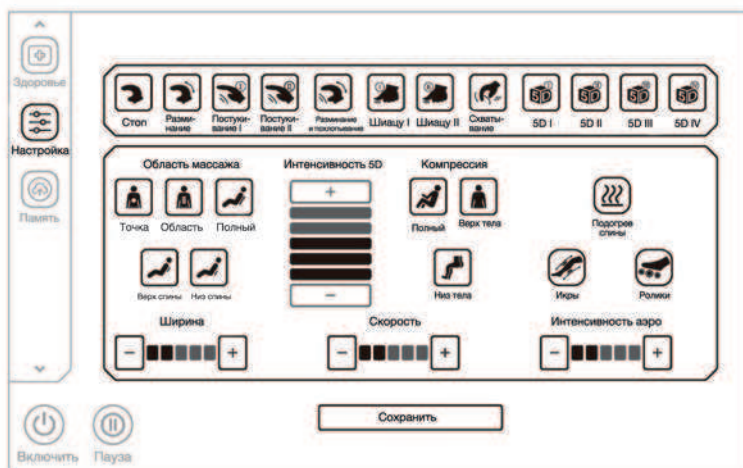 Здоровье
Настройка
Память
Стоп
Разми-
нание
Постуки-
вание I
Постуки-
вание II
Разминание
и похлопывание
Шиацу I
Шиацу II
Схваты-
вание
5D I
5D II
5D III
5D IV
Область массажа
Интенсивность 5D
Компрессия
+
Точка
Область
Полный
Полный
Верх тела
Подогрев
спины
Верх спины
Низ спины
−
Низ тела
Икры
Ролики
Ширина
Скорость
Интенсивность аэро
− +
− +
− +
Сохранить
Включить
Пауза